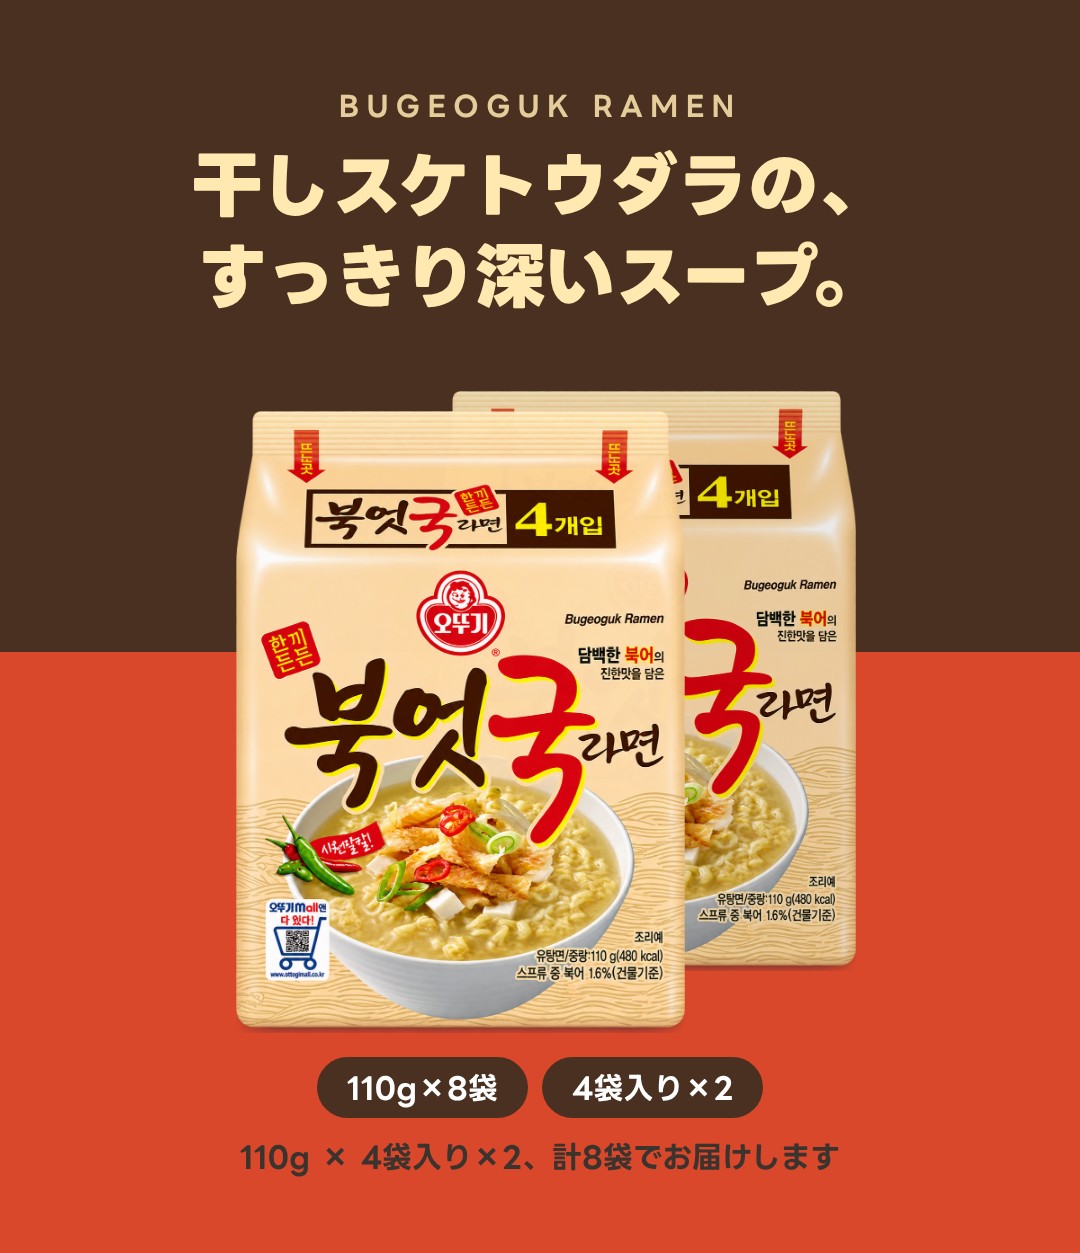 BUGEOGUK RAMEN
干しスケトウダラの、
すっきり深いスープ。
뜨는곳
뜨는곳
뜨는곳
북엇국 한끼든든 라면 4개입
면 4개입
오뚜기
®
Bugeoguk Ramen
담백한 북어의
진한맛을 담은
한끼
든든
북엇국라면
시원칼칼!
오뚜기mall엔
다 있다!
www.ottogimall.co.kr
조리예
유탕면/중량:110 g(480 kcal)
스프류 중 북어 1.6%(건물기준)
Bugeoguk Ramen
담백한 북어의
진한맛을 담은
국라면
조리예
유탕면/중량:110 g(480 kcal)
스프류 중 북어 1.6%(건물기준)
110g×8袋
4袋入り×2
110g × 4袋入り×2、計8袋でお届けします